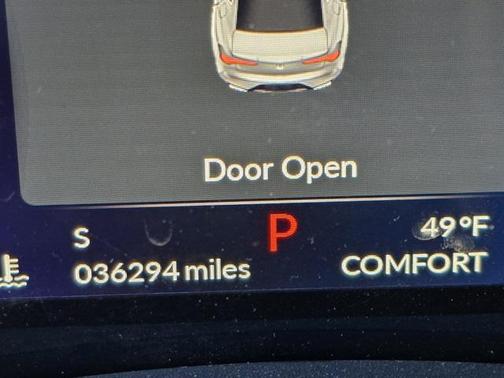 Door Open
S P 49°F
036294 miles COMFORT